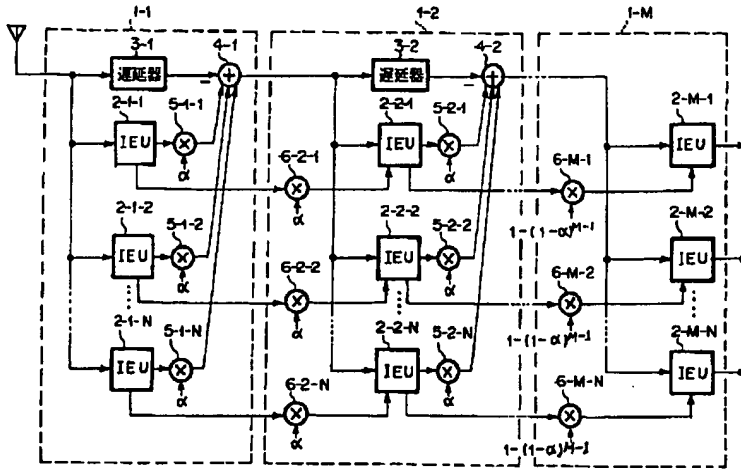 1-1
1-2
1-M
3-1
4-1
3-2
4-2
遅延器
−
+
遅延器
−
+
2-1-1
5-1-1
2-2-1
5-2-1
2-M-1
IEU
×
α
6-2-1
×
α
IEU
×
α
6-M-1
×
1-(1-α)M-1
IEU
2-1-2
5-1-2
2-2-2
5-2-2
2-M-2
IEU
×
α
6-2-2
×
α
IEU
×
α
6-M-2
×
1-(1-α)M-1
IEU
2-1-N
5-1-N
2-2-N
5-2-N
2-M-N
IEU
×
α
6-2-N
×
α
IEU
×
α
6-M-N
×
1-(1-α)M-1
IEU